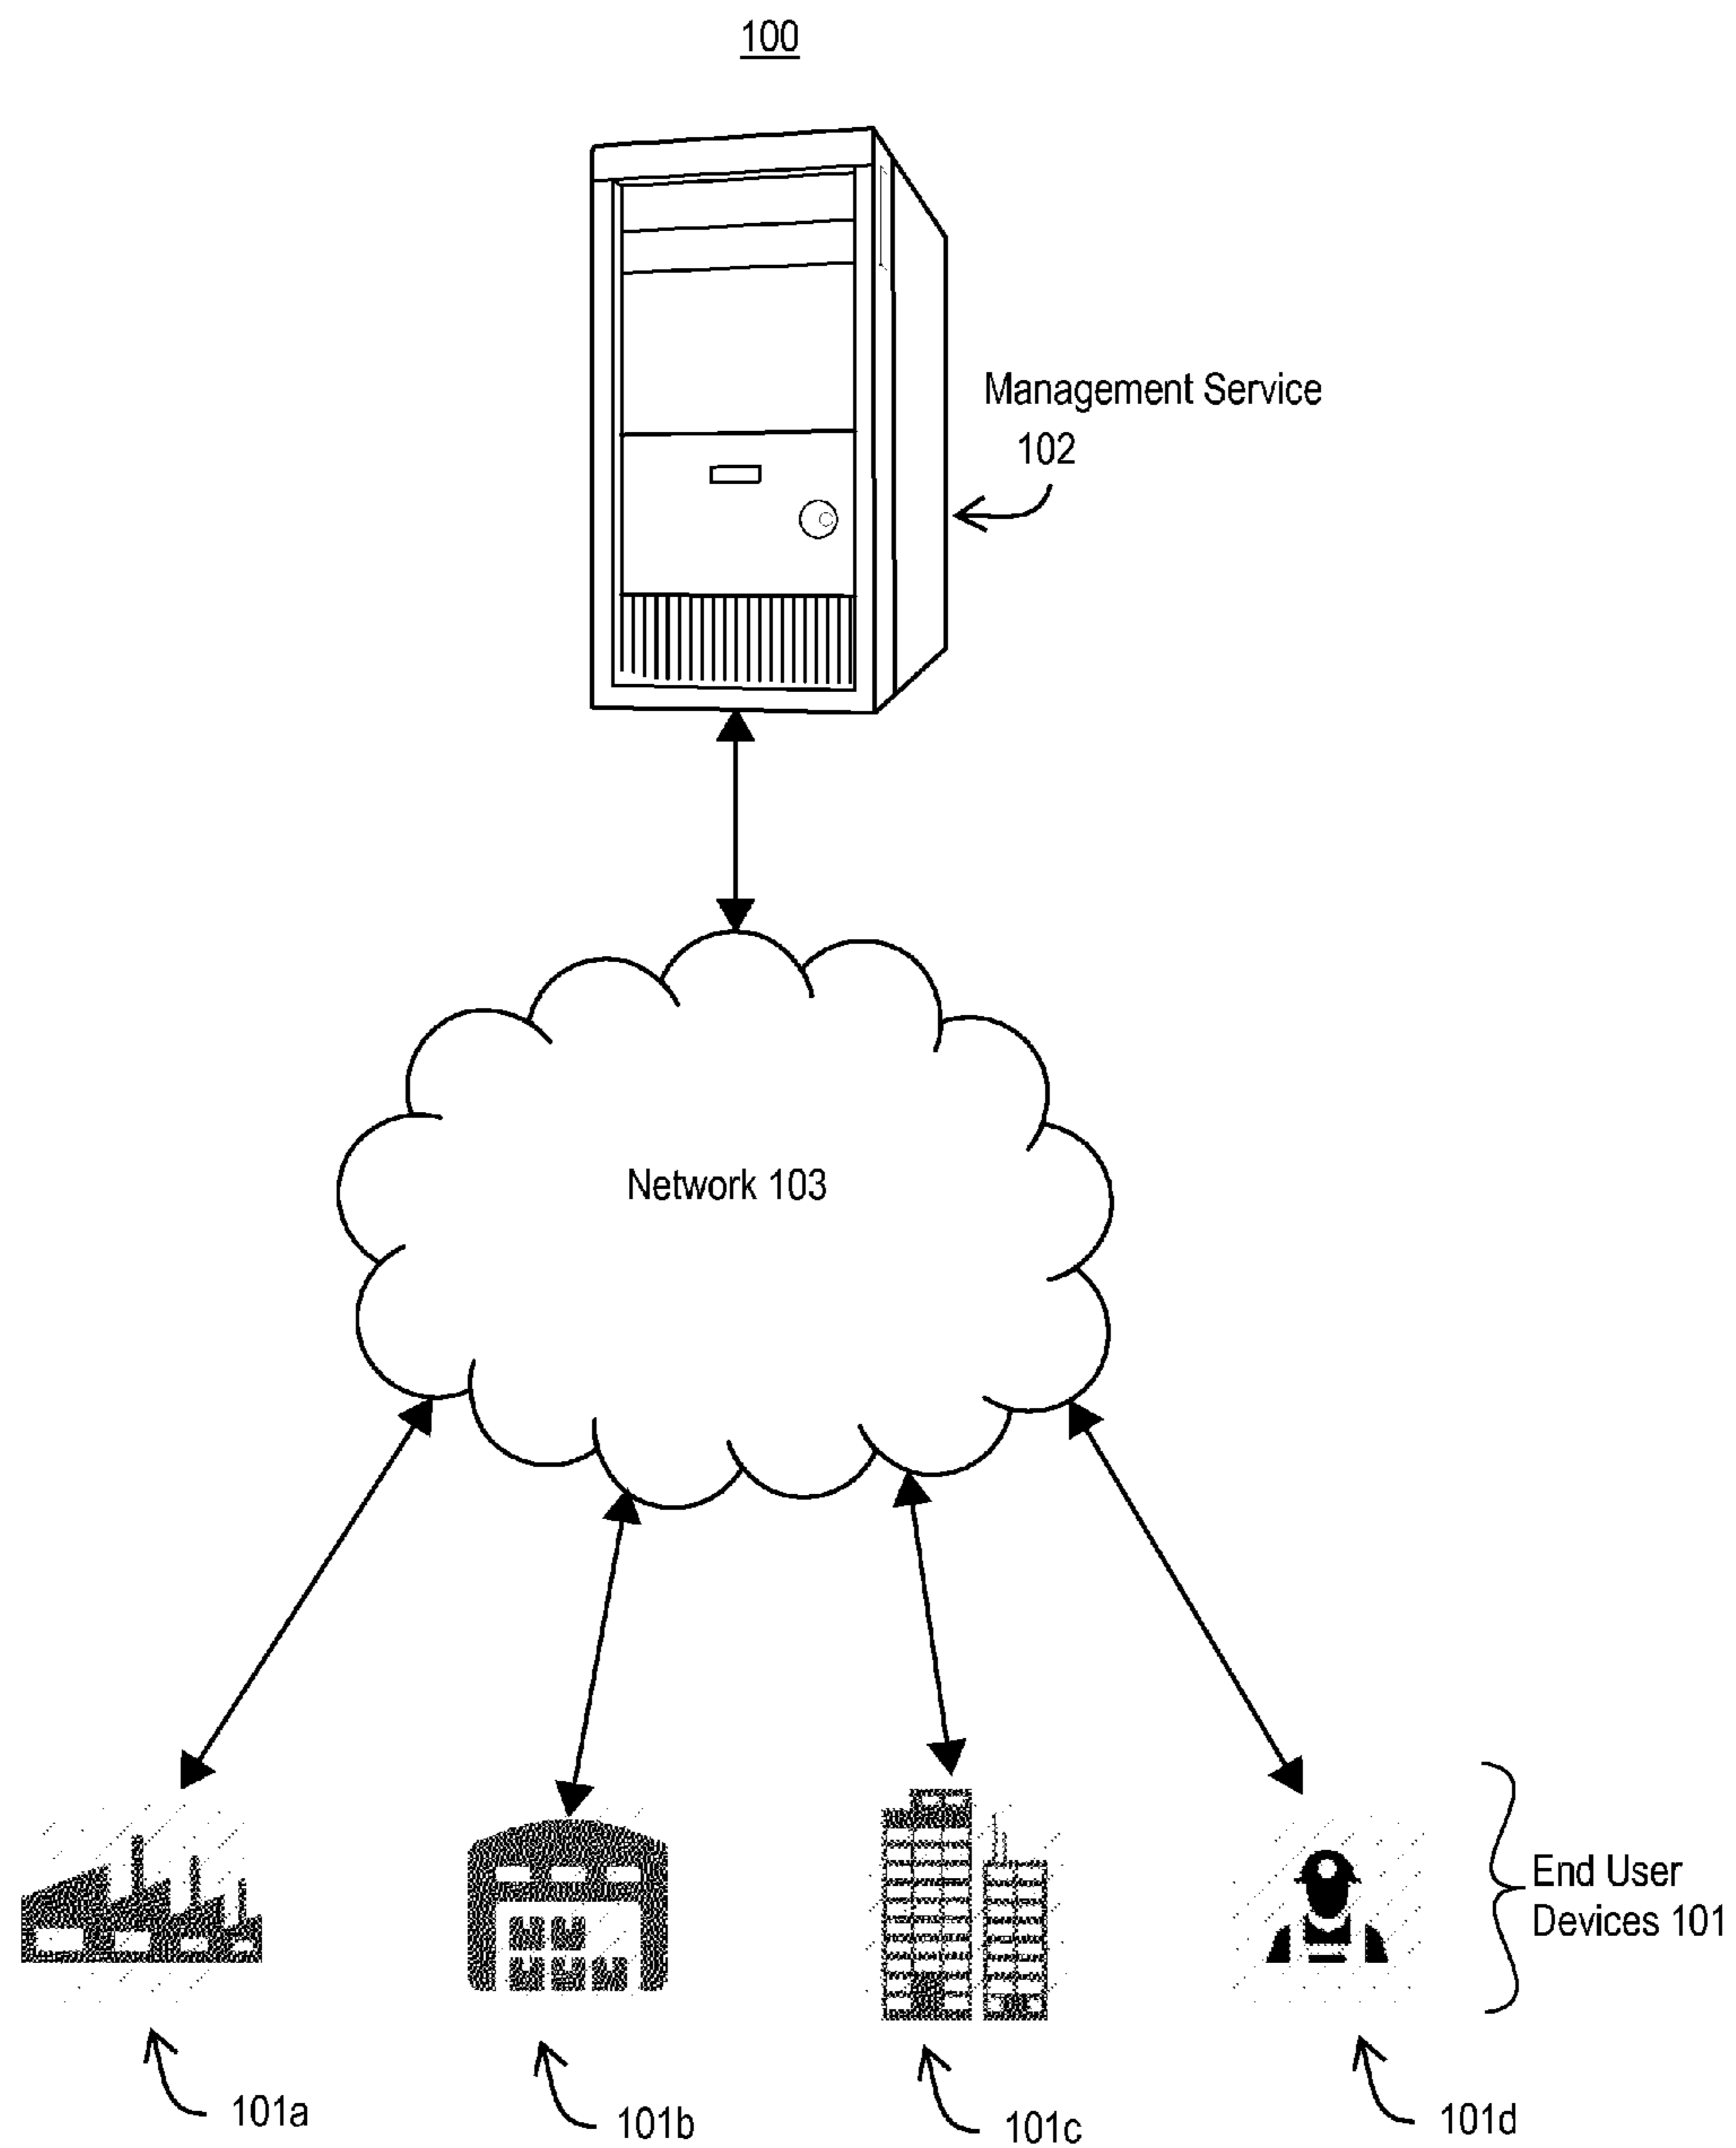 100
Management Service
102
Network 103
End User
Devices 101
101a
101b
101c
101d